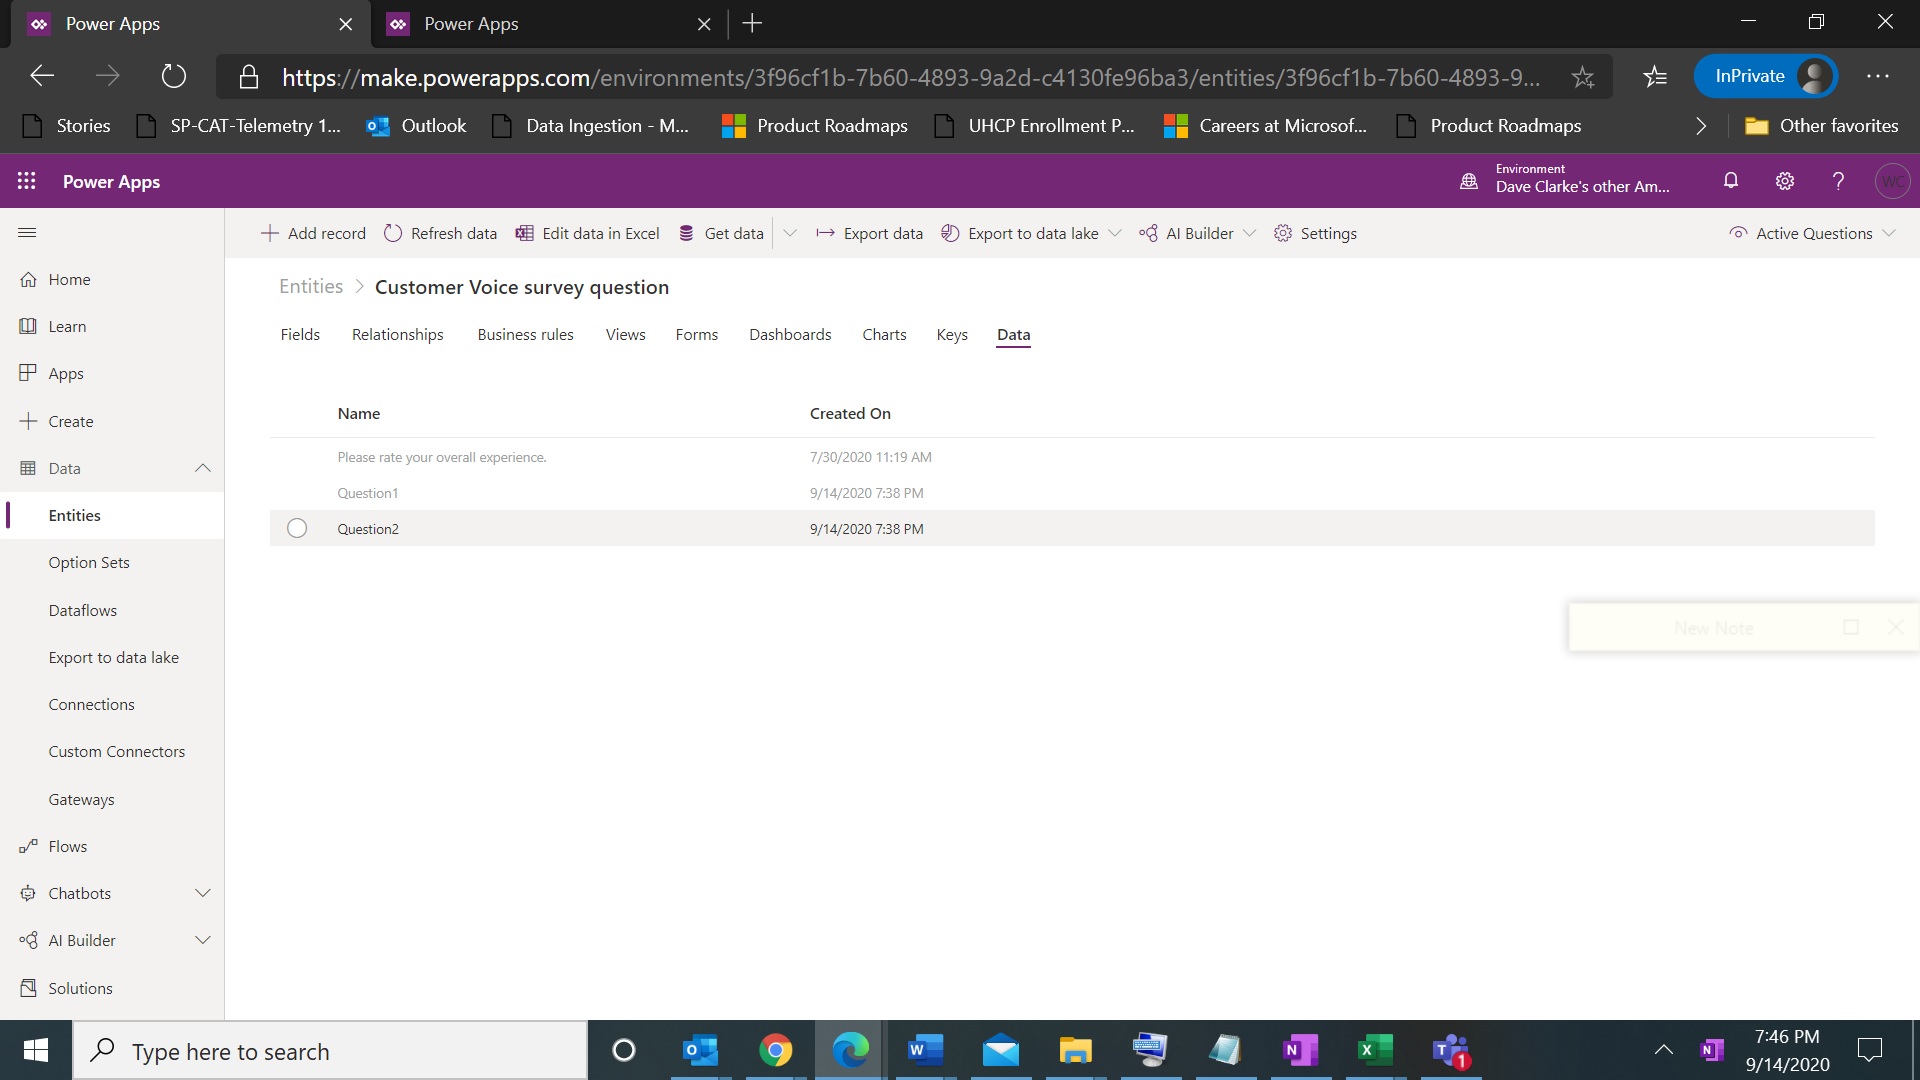 Power Apps
Power Apps
https://make.powerapps.com/environments/3f96cf1b-7b60-4893-9a2d-c4130fe96ba3/entities/3f96cf1b-7b60-4893-9...
InPrivate
Stories
SP-CAT-Telemetry 1...
Outlook
Data Ingestion - M...
Product Roadmaps
UHCP Enrollment P...
Careers at Microsof...
Product Roadmaps
Other favorites
Power Apps
Environment
Dave Clarke's other Am...
WC
Add record
Refresh data
Edit data in Excel
Get data
Export data
Export to data lake
AI Builder
Settings
Active Questions
Home
Learn
Apps
Create
Data
Entities
Option Sets
Dataflows
Export to data lake
Connections
Custom Connectors
Gateways
Flows
Chatbots
AI Builder
Solutions
Entities > Customer Voice survey question
Fields Relationships Business rules Views Forms Dashboards Charts Keys Data
Name Created On
Please rate your overall experience. 7/30/2020 11:19 AM
Question1 9/14/2020 7:38 PM
Question2 9/14/2020 7:38 PM
New Note
Type here to search
1
7:46 PM
9/14/2020